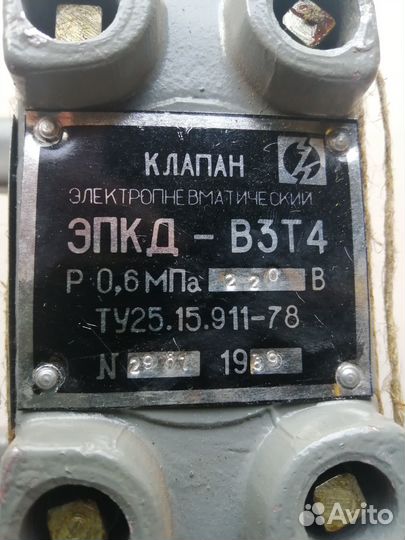 КЛАПАН
ЭЛЕКТРОПНЕВМАТИЧЕСКИЙ
ЭПКД - В3Т4
Р 0,6 МПа 220 В
ТУ25.15.911-78
N 1989
Avito